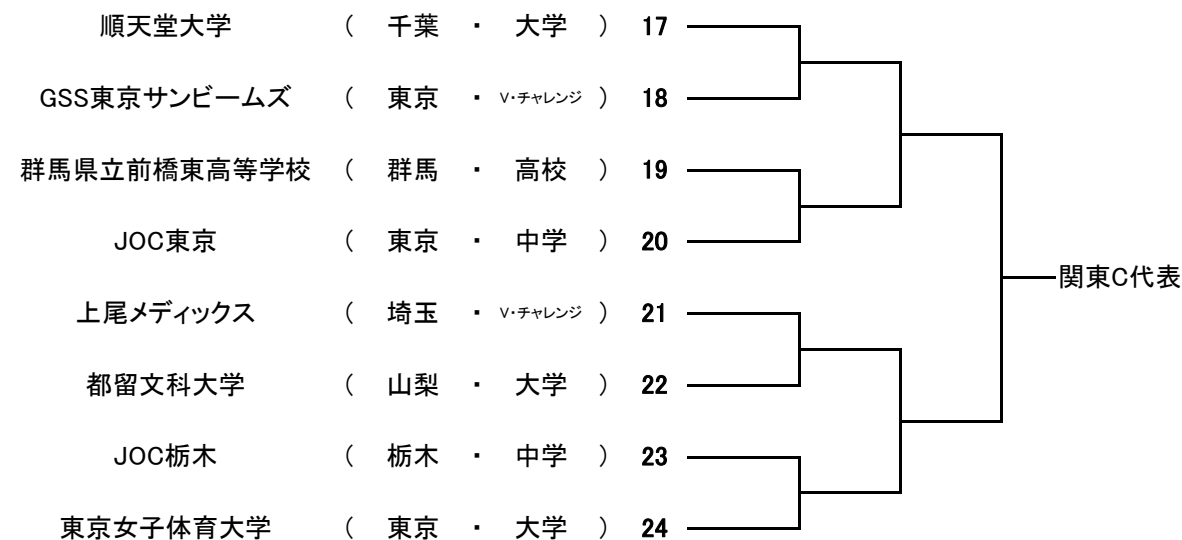 順天堂大学 ( 千葉 ・ 大学 ) 17
GSS東京サンビームズ ( 東京 ・ V・チャレンジ ) 18
群馬県立前橋東高等学校 ( 群馬 ・ 高校 ) 19
JOC東京 ( 東京 ・ 中学 ) 20
関東C代表
上尾メディックス ( 埼玉 ・ V・チャレンジ ) 21
都留文科大学 ( 山梨 ・ 大学 ) 22
JOC栃木 ( 栃木 ・ 中学 ) 23
東京女子体育大学 ( 東京 ・ 大学 ) 24